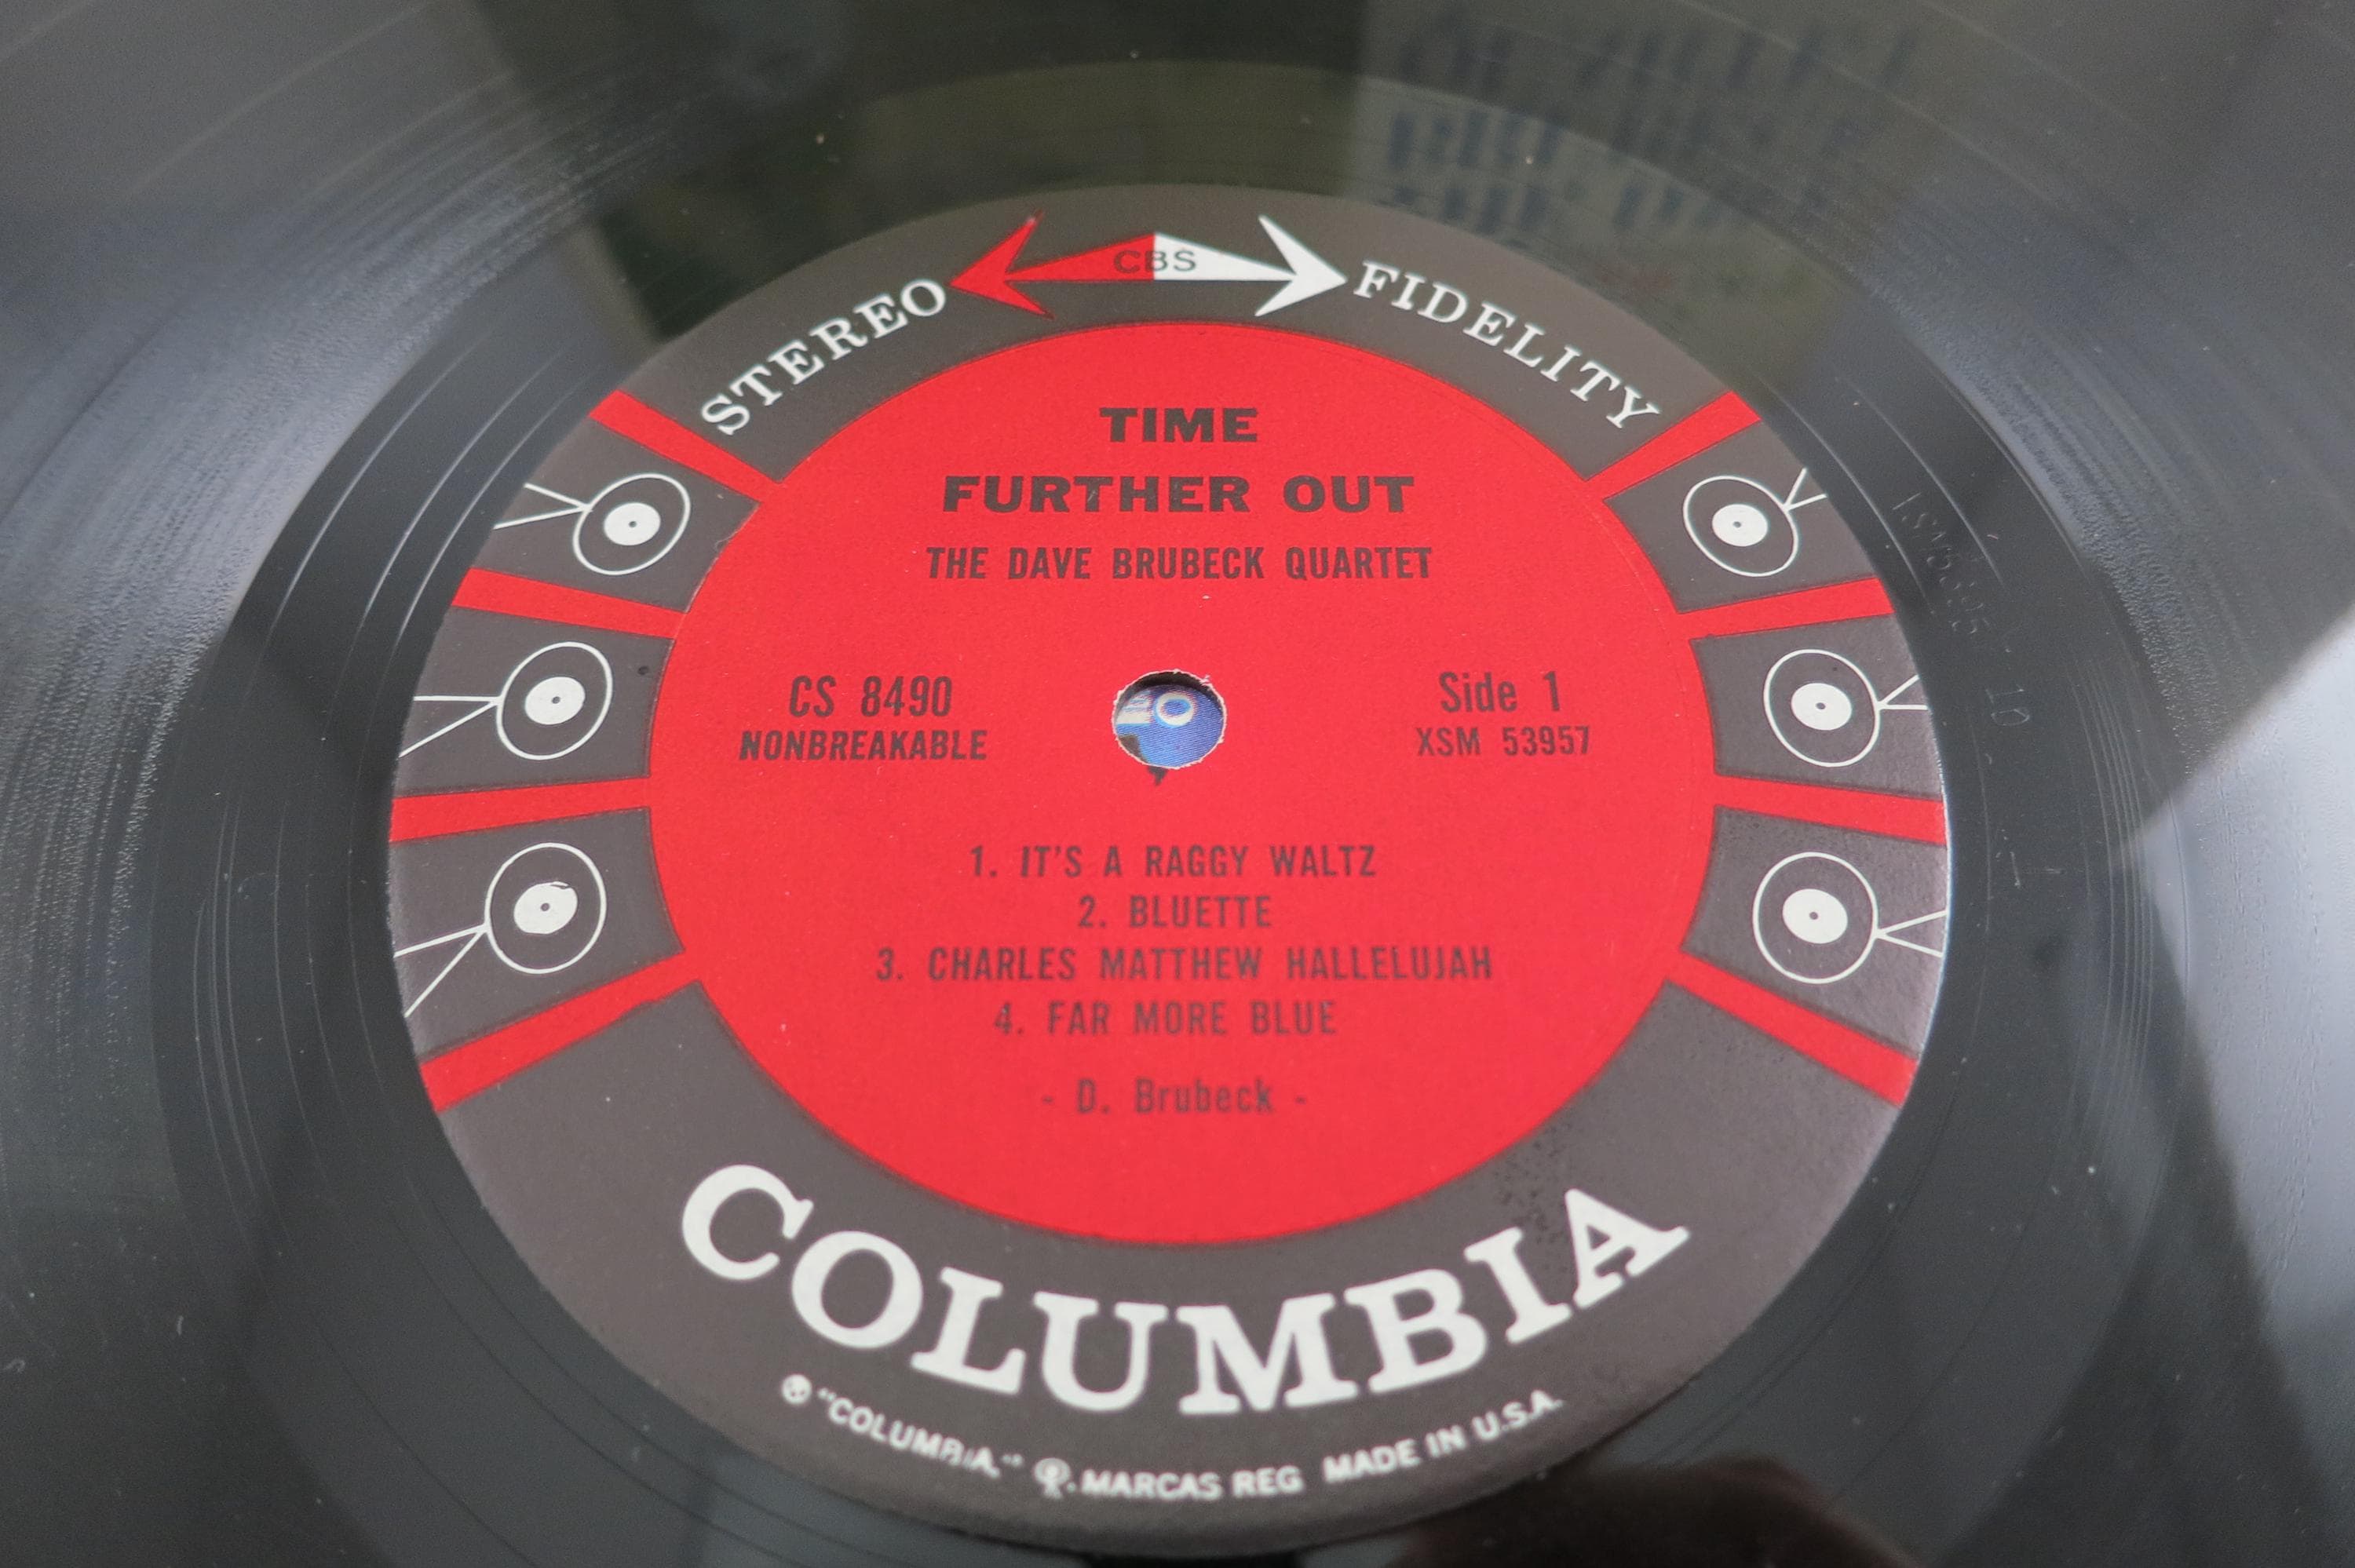 STEREO CBS FIDELITY
TIME
FURTHER OUT
THE DAVE BRUBECK QUARTET
CS 8490
NONBREAKABLE
Side 1
XSM 53957
1. IT'S A RAGGY WALTZ
2. BLUETTE
3. CHARLES MATTHEW HALLELUJAH
4. FAR MORE BLUE
- D. Brubeck -
COLUMBIA
"COLUMBIA," MARCAS REG MADE IN U.S.A.